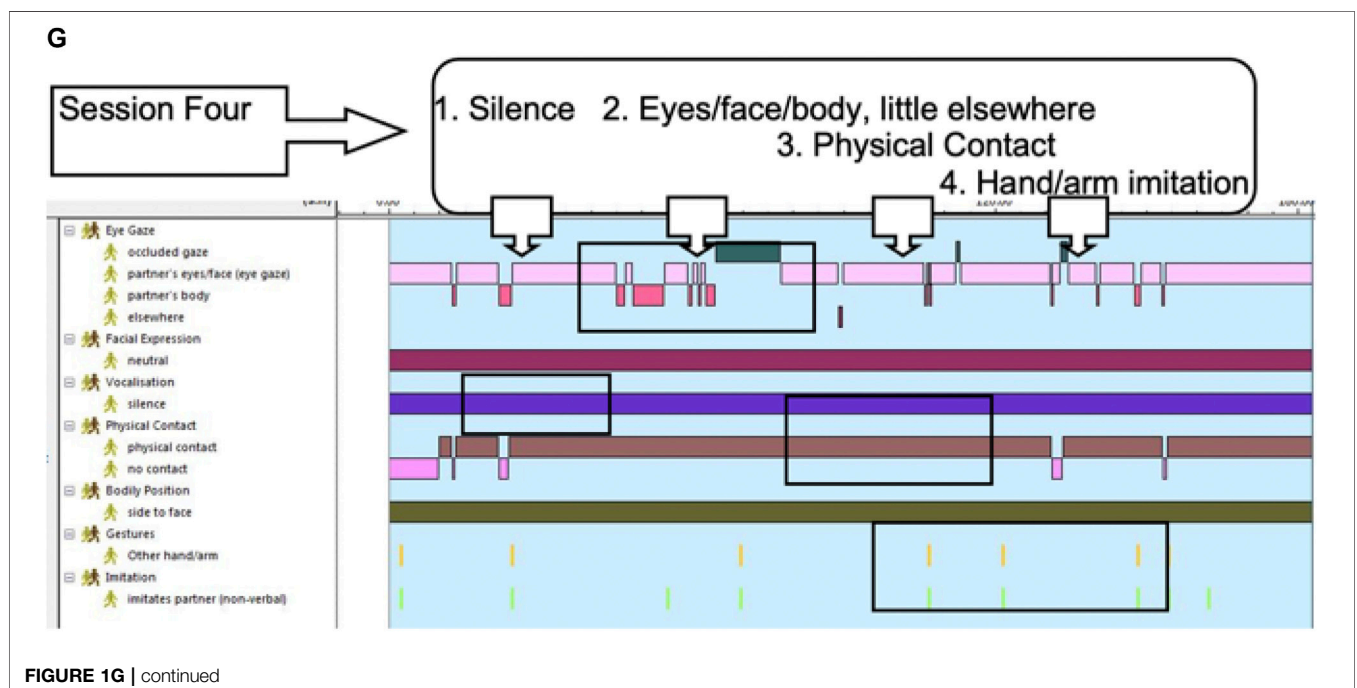 G
Session Four
1. Silence 2. Eyes/face/body, little elsewhere
3. Physical Contact
4. Hand/arm imitation
Eye Gaze
occluded gaze
partner's eyes/face (eye gaze)
partner's body
elsewhere
Facial Expression
neutral
Vocalisation
silence
Physical Contact
physical contact
no contact
Bodily Position
side to face
Gestures
Other hand/arm
Imitation
imitates partner (non-verbal)
FIGURE 1G | continued